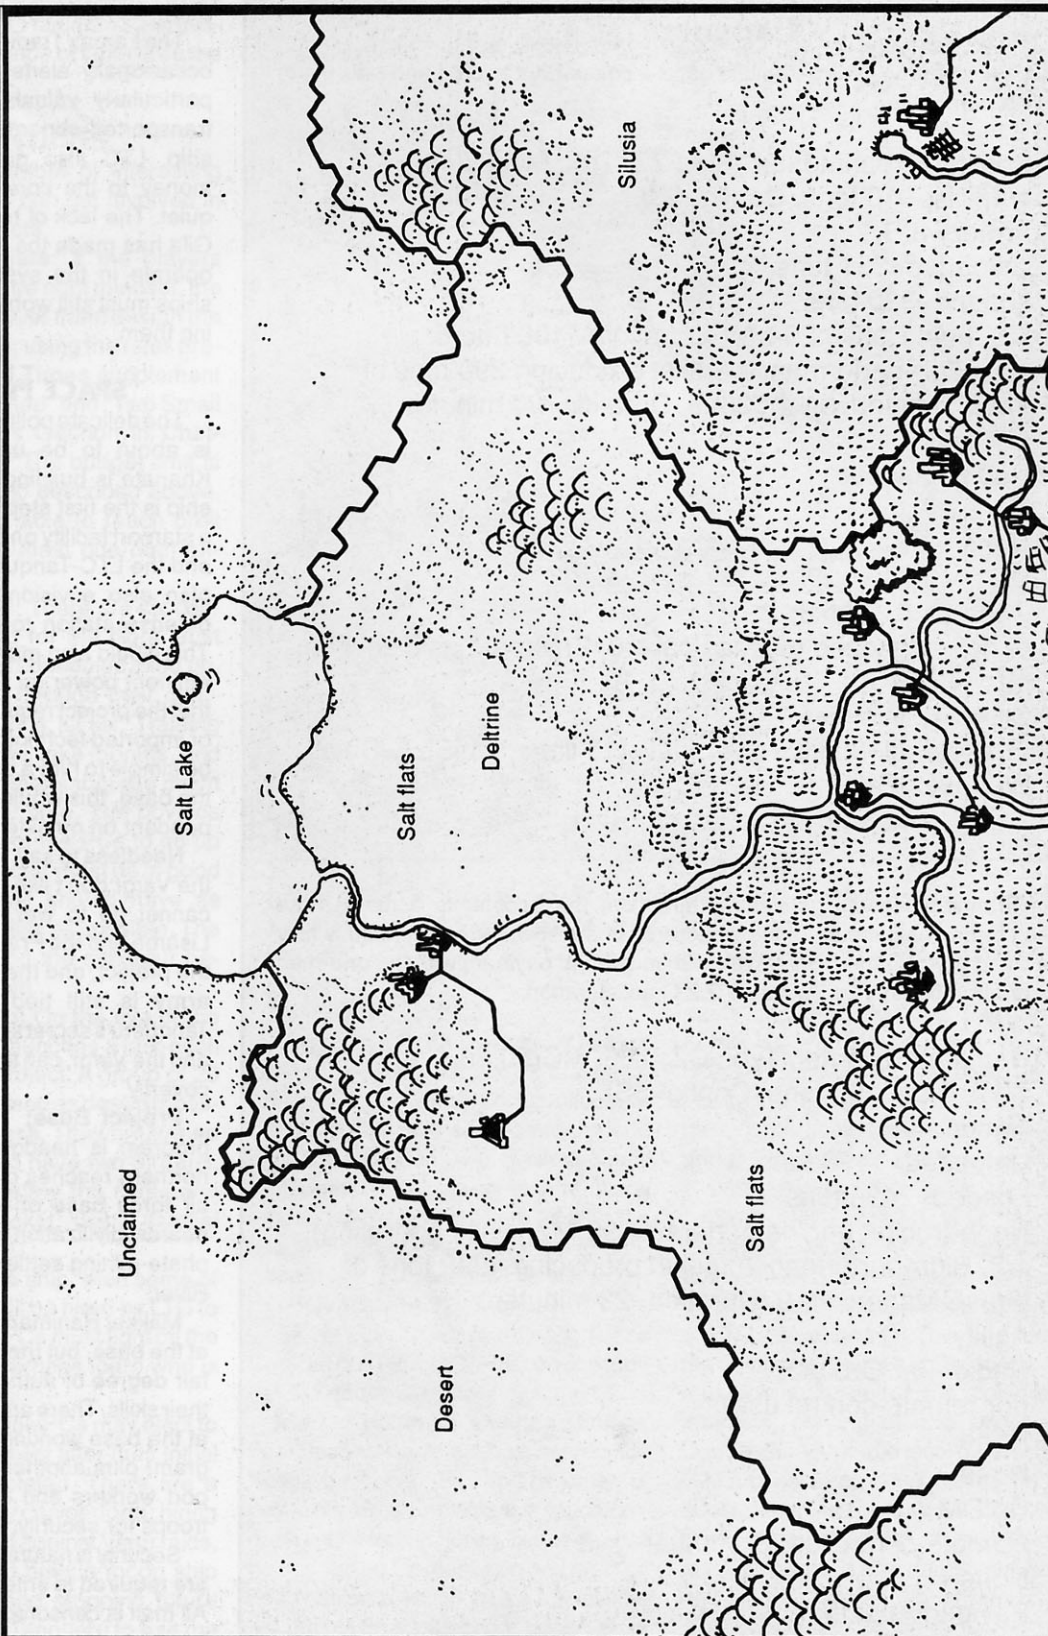 Unclaimed
Salt Lake
Salt flats
Desert
Deltrine
Silusia
Salt flats